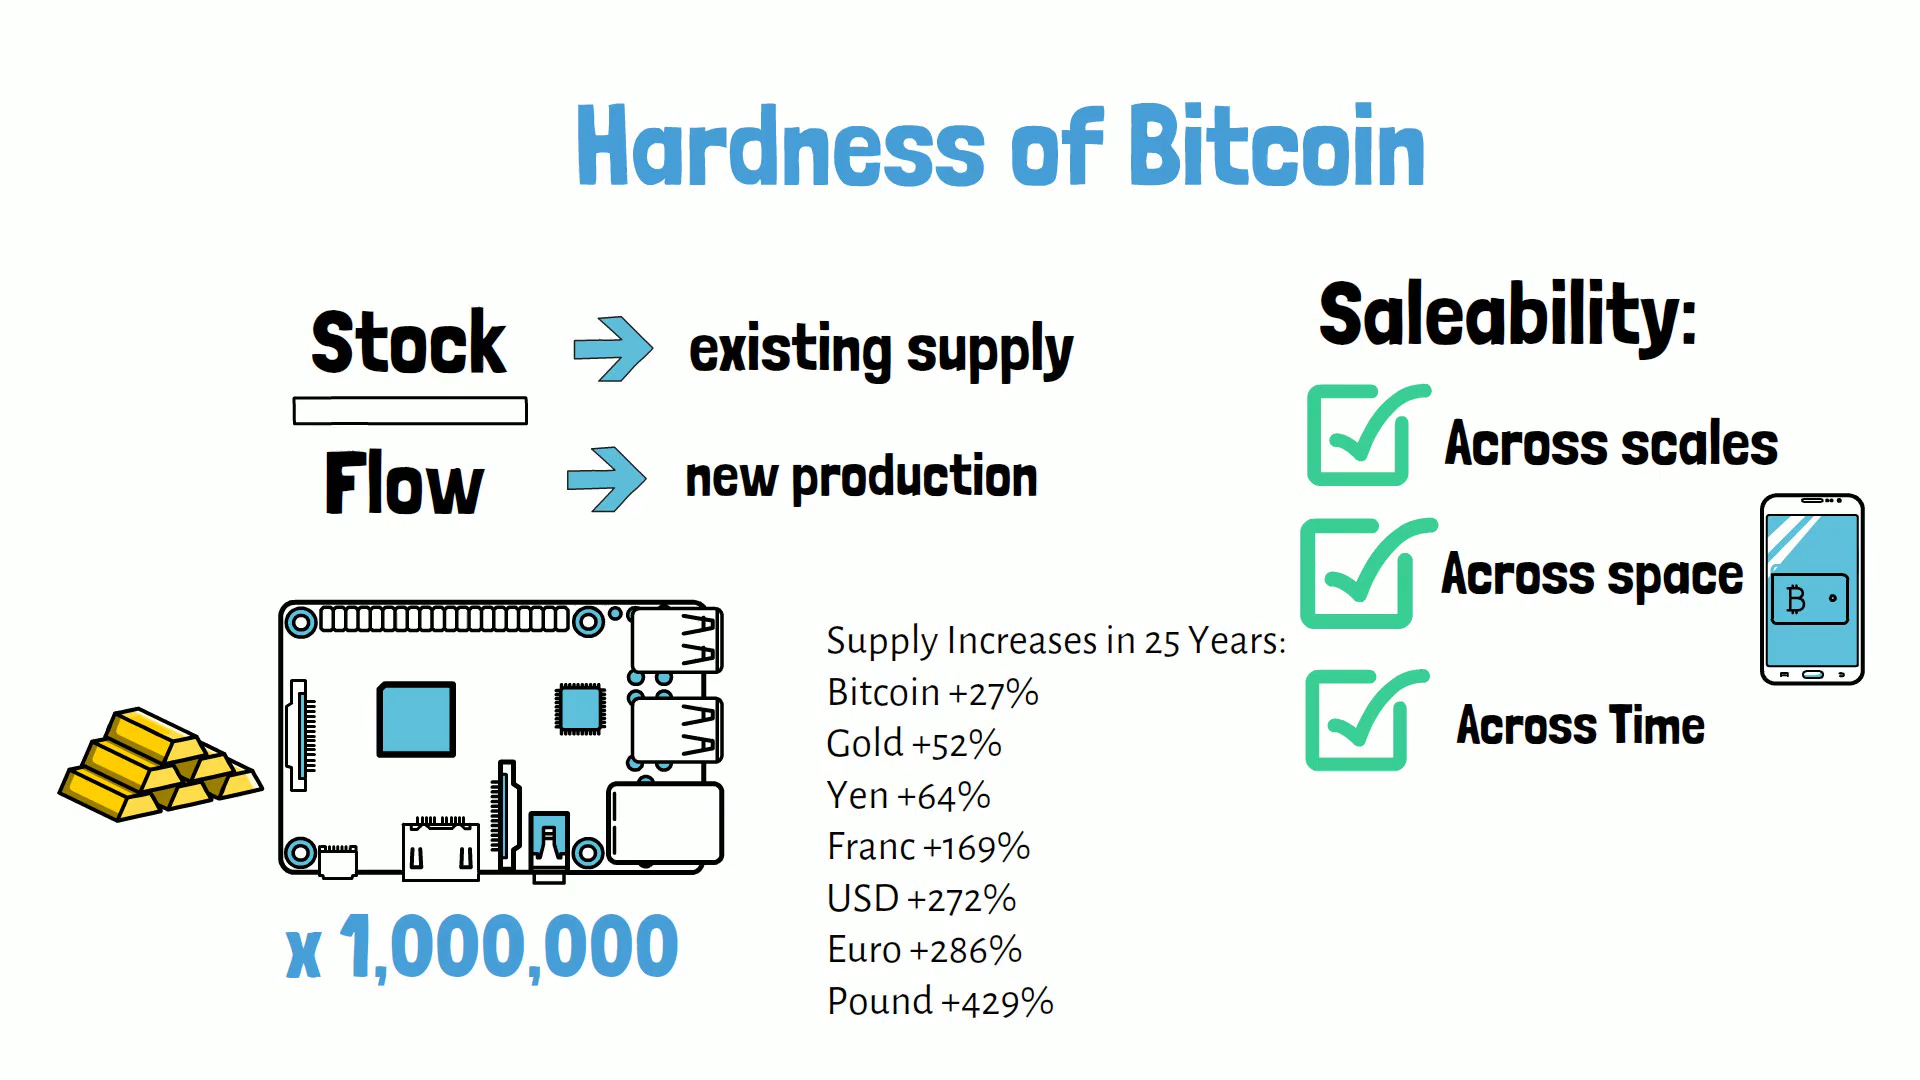 Hardness of Bitcoin
Stock
existing supply
Flow
new production
x 1,000,000
Supply Increases in 25 Years:
Bitcoin +27%
Gold +52%
Yen +64%
Franc +169%
USD +272%
Euro +286%
Pound +429%
Saleability:
Across scales
Across space
Across Time